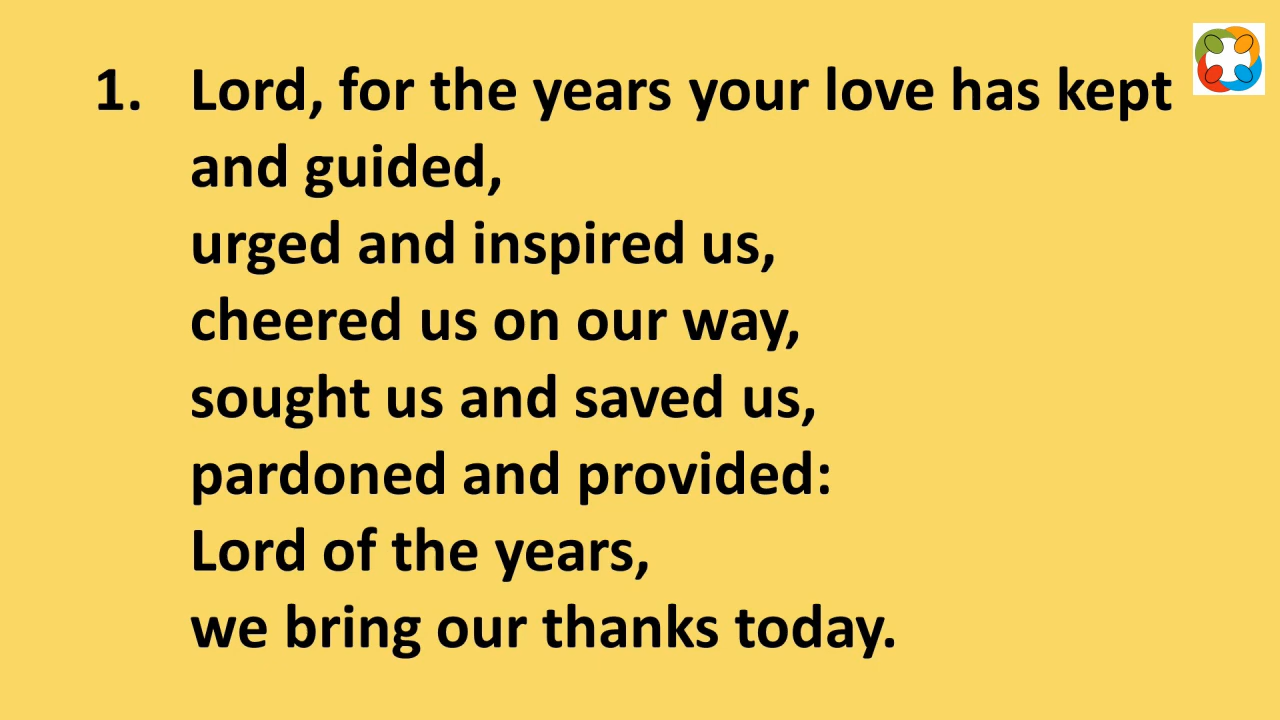 1. Lord, for the years your love has kept
and guided,
urged and inspired us,
cheered us on our way,
sought us and saved us,
pardoned and provided:
Lord of the years,
we bring our thanks today.